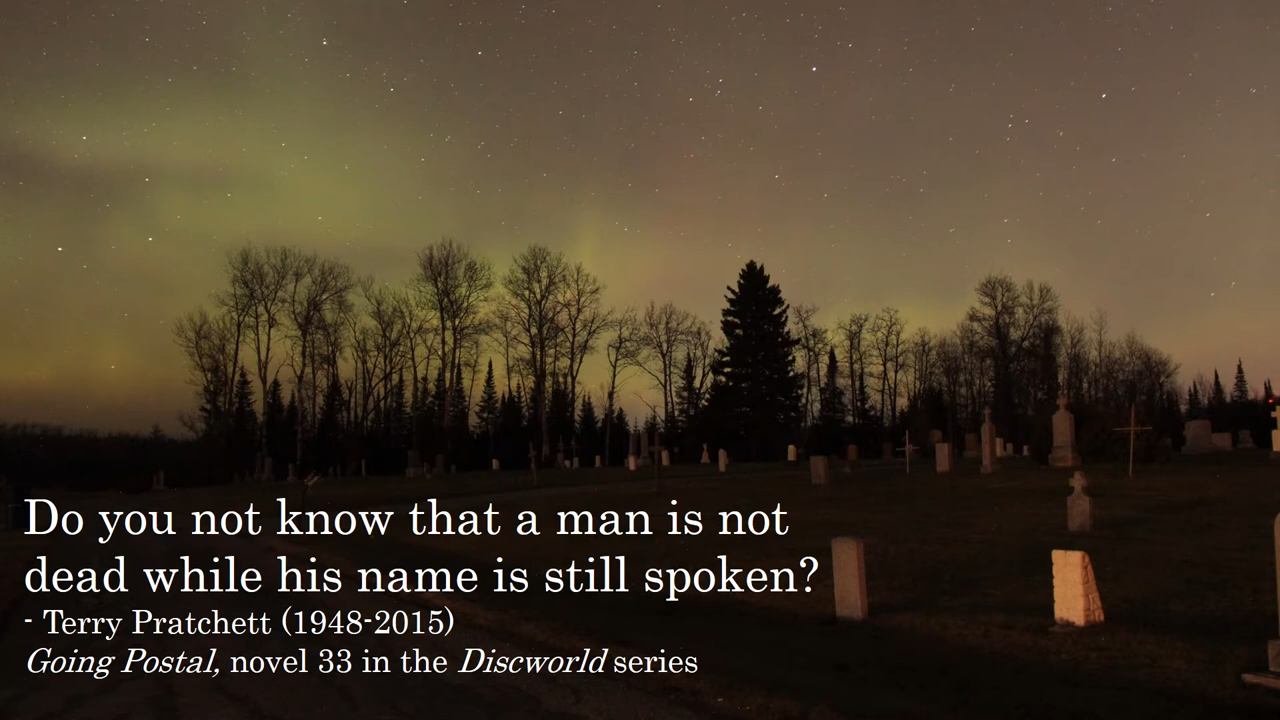 Do you not know that a man is not
dead while his name is still spoken?
- Terry Pratchett (1948-2015)
Going Postal, novel 33 in the Discworld series